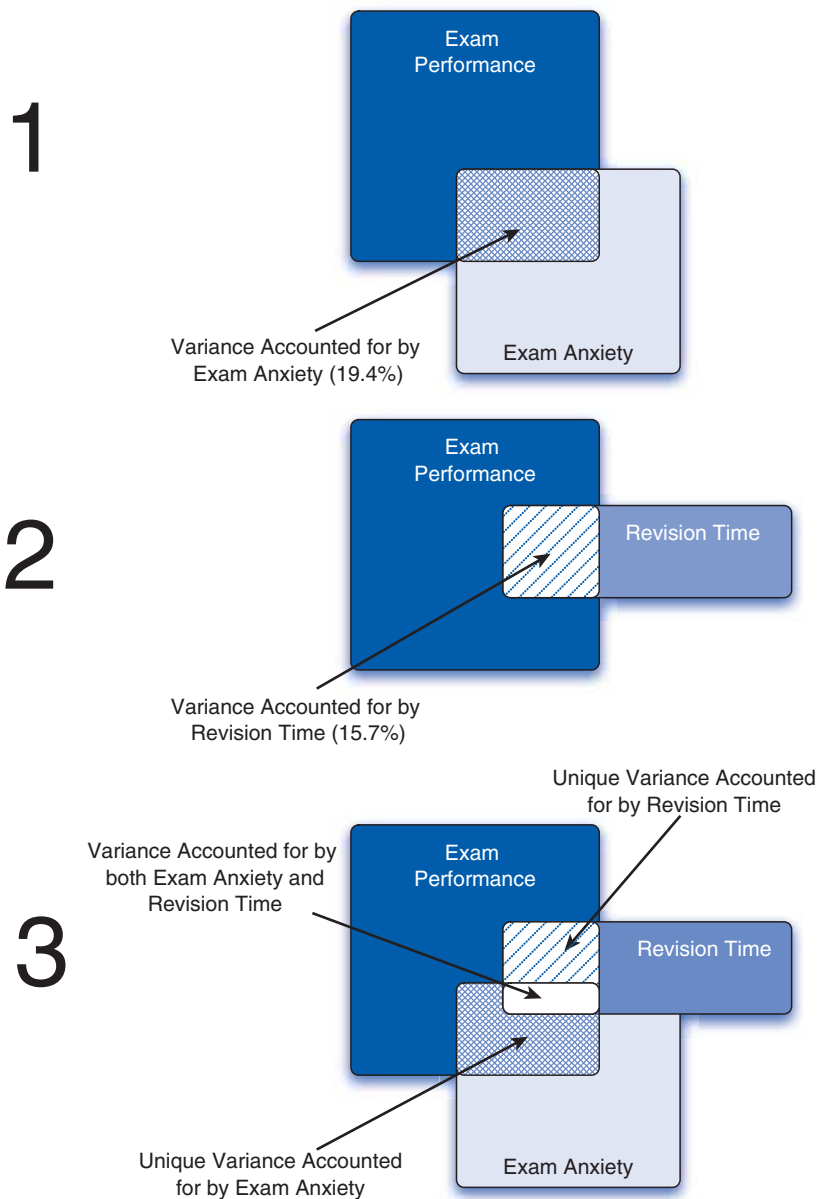 1
Exam
Performance
Variance Accounted for by
Exam Anxiety (19.4%)
Exam Anxiety
2
Exam
Performance
Revision Time
Variance Accounted for by
Revision Time (15.7%)
3
Unique Variance Accounted
for by Revision Time
Variance Accounted for by
both Exam Anxiety and
Revision Time
Exam
Performance
Revision Time
Unique Variance Accounted
for by Exam Anxiety
Exam Anxiety